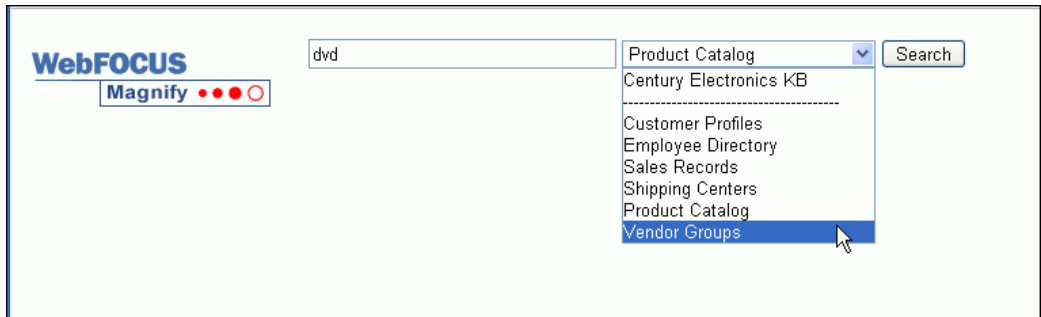 WebFOCUS
Magnify
dvd
Product Catalog
Search
Century Electronics KB
----------------------------------------
Customer Profiles
Employee Directory
Sales Records
Shipping Centers
Product Catalog
Vendor Groups